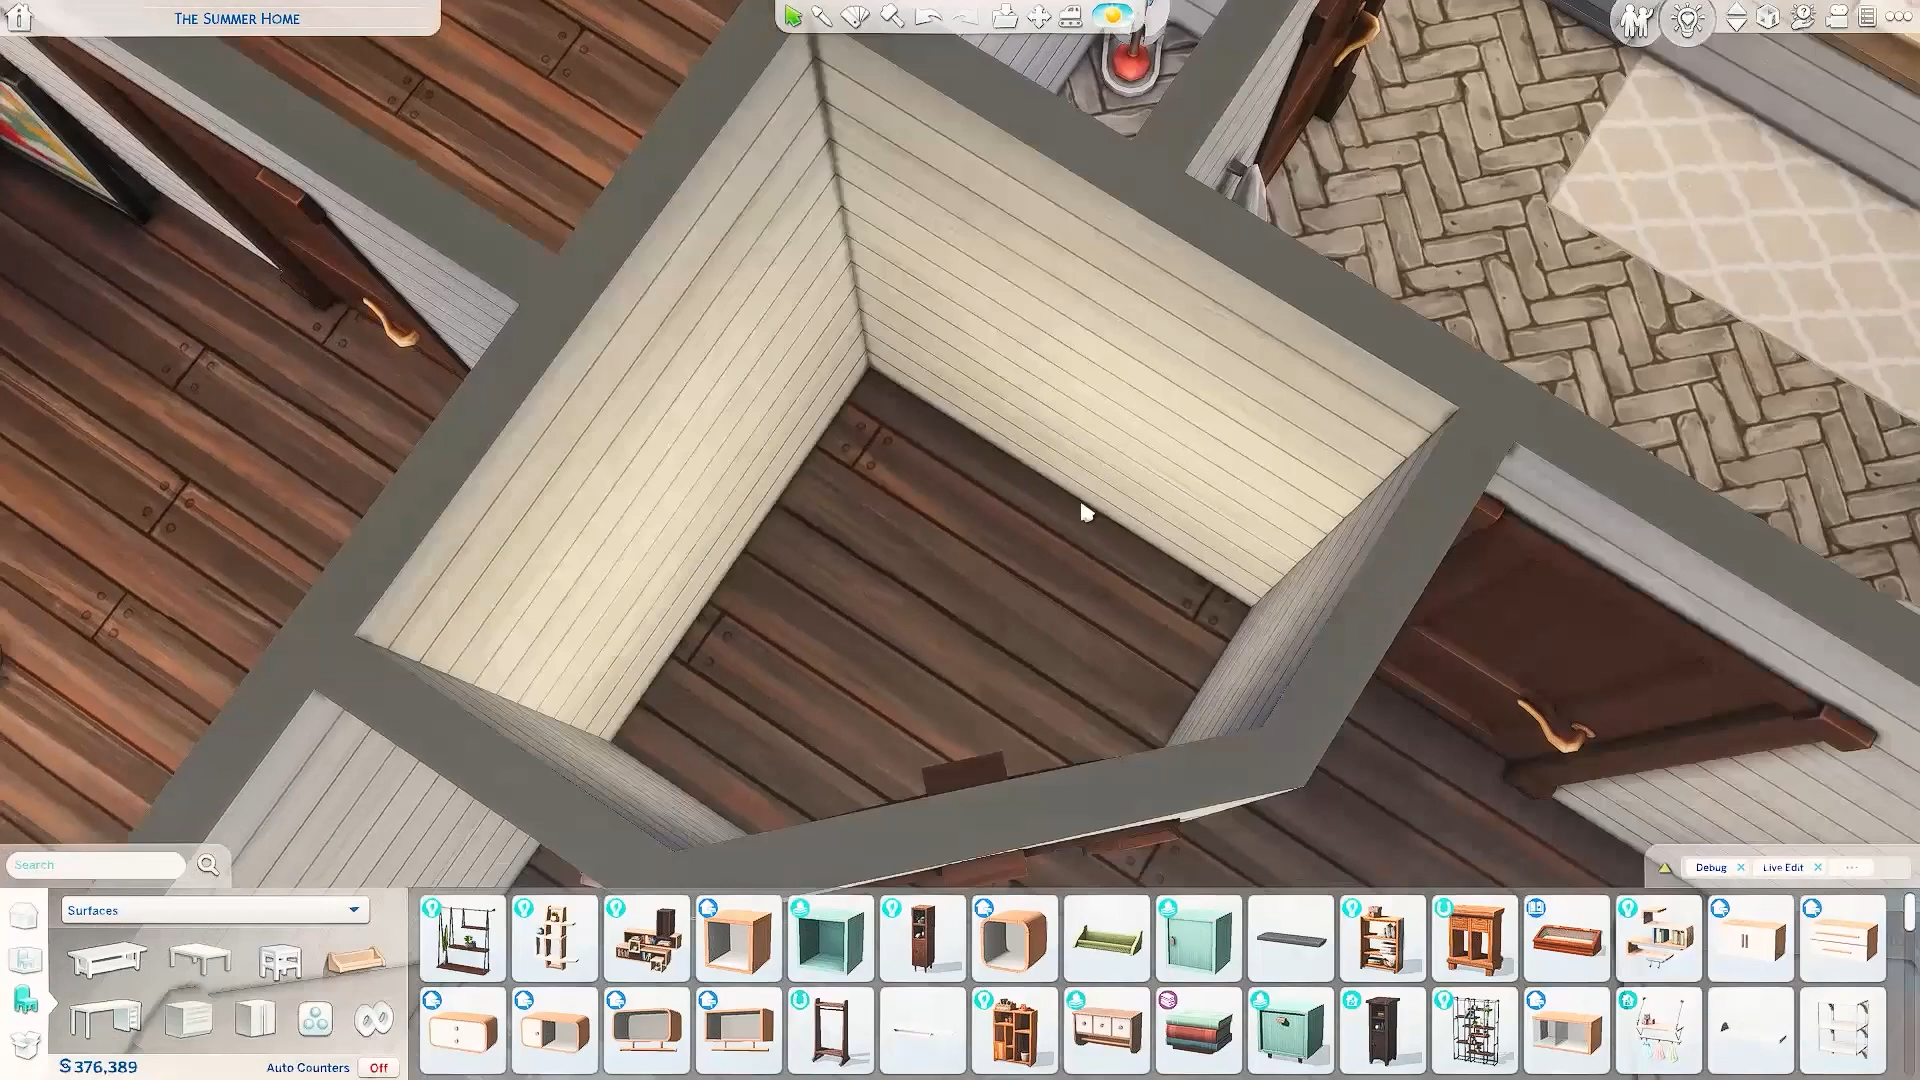 THE SUMMER HOME
Search
Debug
Live Edit
Surfaces
§376,389
Auto Counters
Off